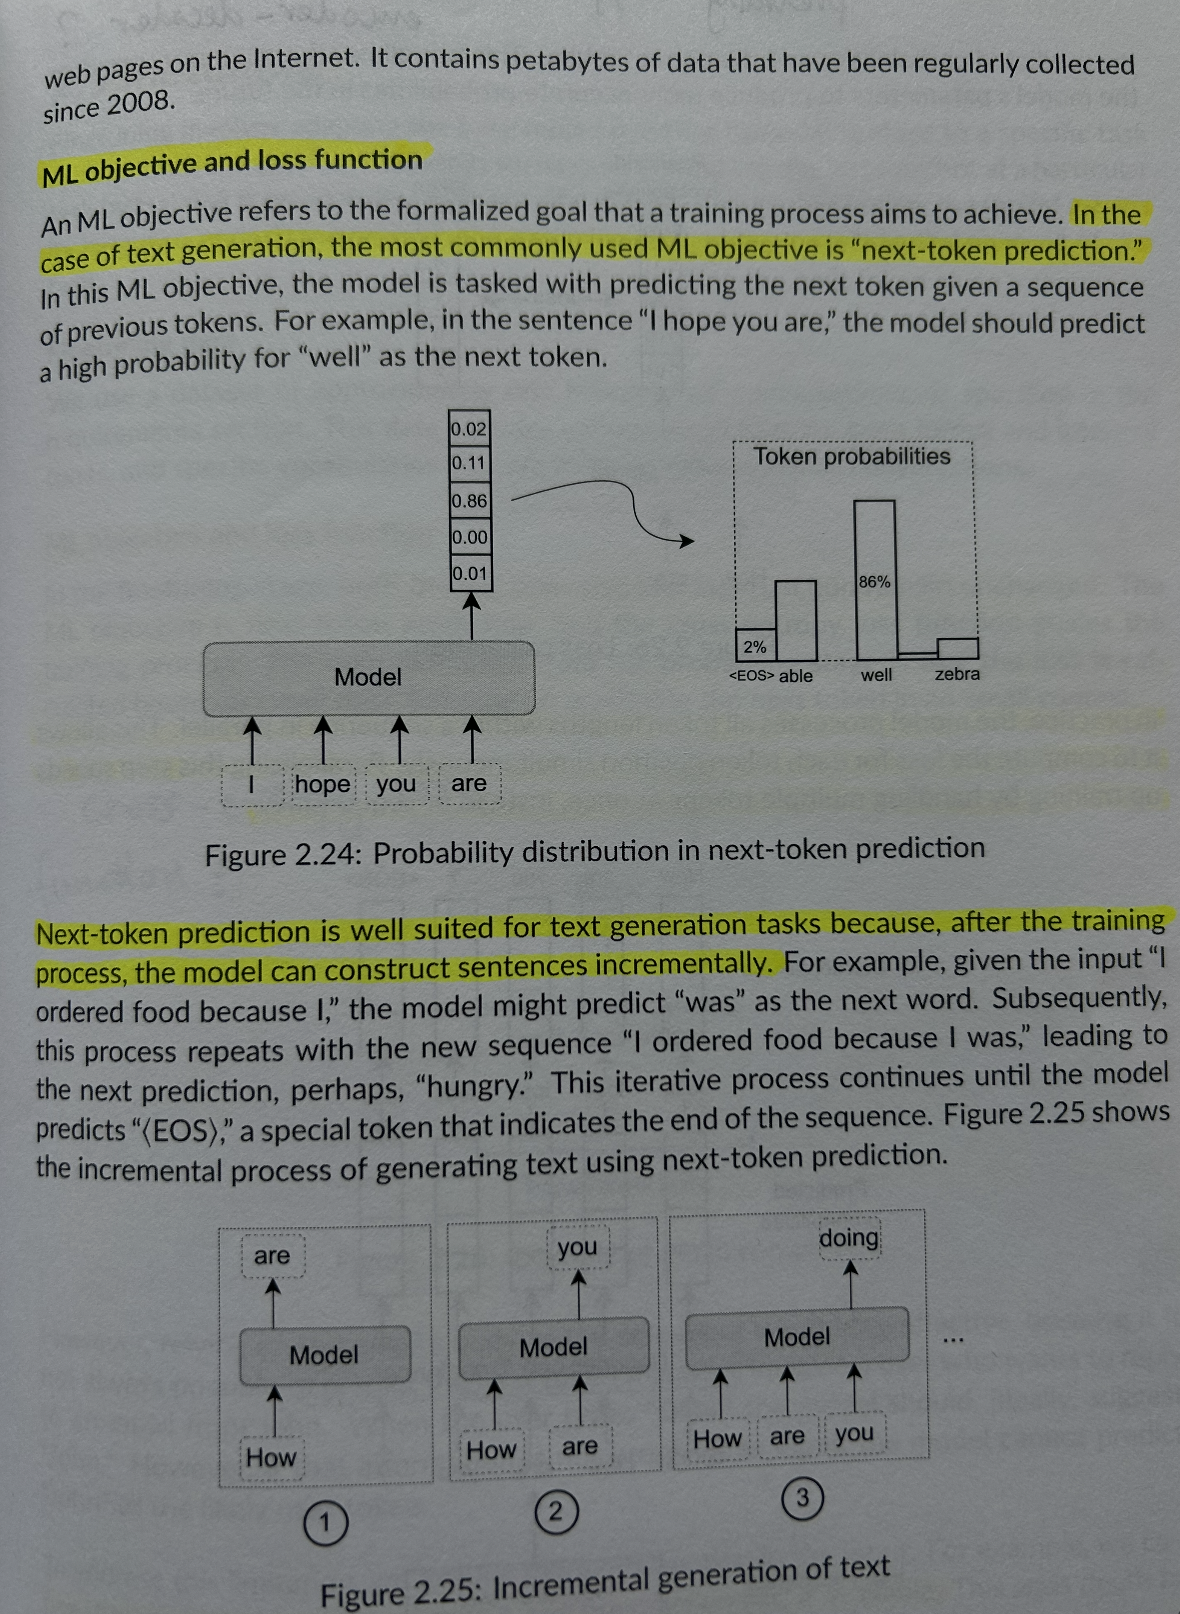 web pages on the Internet. It contains petabytes of data that have been regularly collected
since 2008.
ML objective and loss function
An ML objective refers to the formalized goal that a training process aims to achieve. In the
case of text generation, the most commonly used ML objective is “next-token prediction.”
In this ML objective, the model is tasked with predicting the next token given a sequence
of previous tokens. For example, in the sentence “I hope you are,” the model should predict
a high probability for “well” as the next token.
0.02
0.11
0.86
0.00
0.01
Token probabilities
86%
2%
<EOS> able well zebra
Model
I hope you are
Figure 2.24: Probability distribution in next-token prediction
Next-token prediction is well suited for text generation tasks because, after the training
process, the model can construct sentences incrementally. For example, given the input “I
ordered food because I,” the model might predict “was” as the next word. Subsequently,
this process repeats with the new sequence “I ordered food because I was,” leading to
the next prediction, perhaps, “hungry.” This iterative process continues until the model
predicts “⟨EOS⟩,” a special token that indicates the end of the sequence. Figure 2.25 shows
the incremental process of generating text using next-token prediction.
are
Model
How
1
you
Model
How are
2
doing
Model
How are you
3
...
Figure 2.25: Incremental generation of text